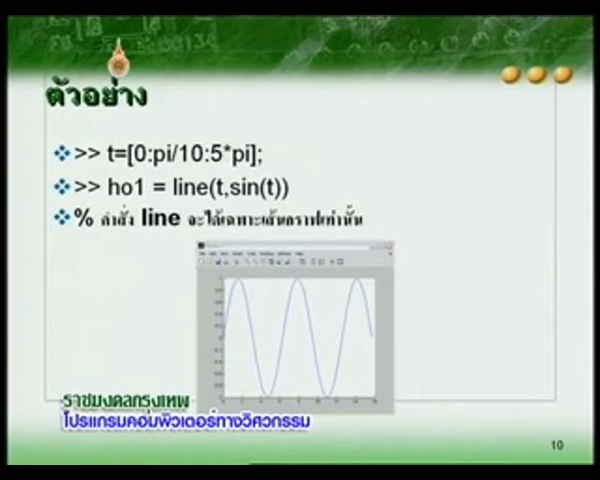 ตัวอย่าง
>> t=[0:pi/10:5*pi];
>> ho1 = line(t,sin(t))
% คำสั่ง line จะได้เฉพาะเส้นกราฟเท่านั้น
ราชมงคลกรุงเทพ
โปรแกรมคอมพิวเตอร์ทางวิศวกรรม
10